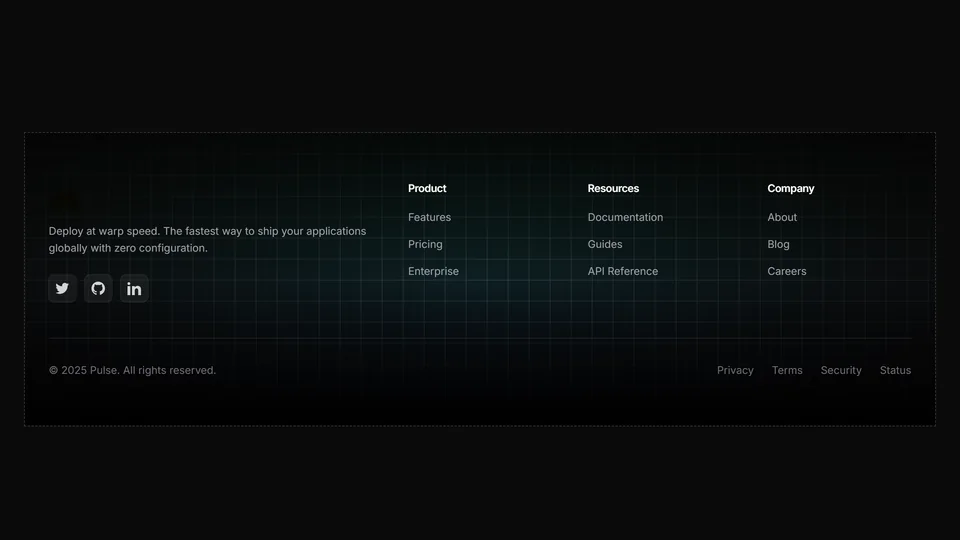 Deploy at warp speed. The fastest way to ship your applications
globally with zero configuration.
Product
Features
Pricing
Enterprise
Resources
Documentation
Guides
API Reference
Company
About
Blog
Careers
© 2025 Pulse. All rights reserved.
Privacy Terms Security Status